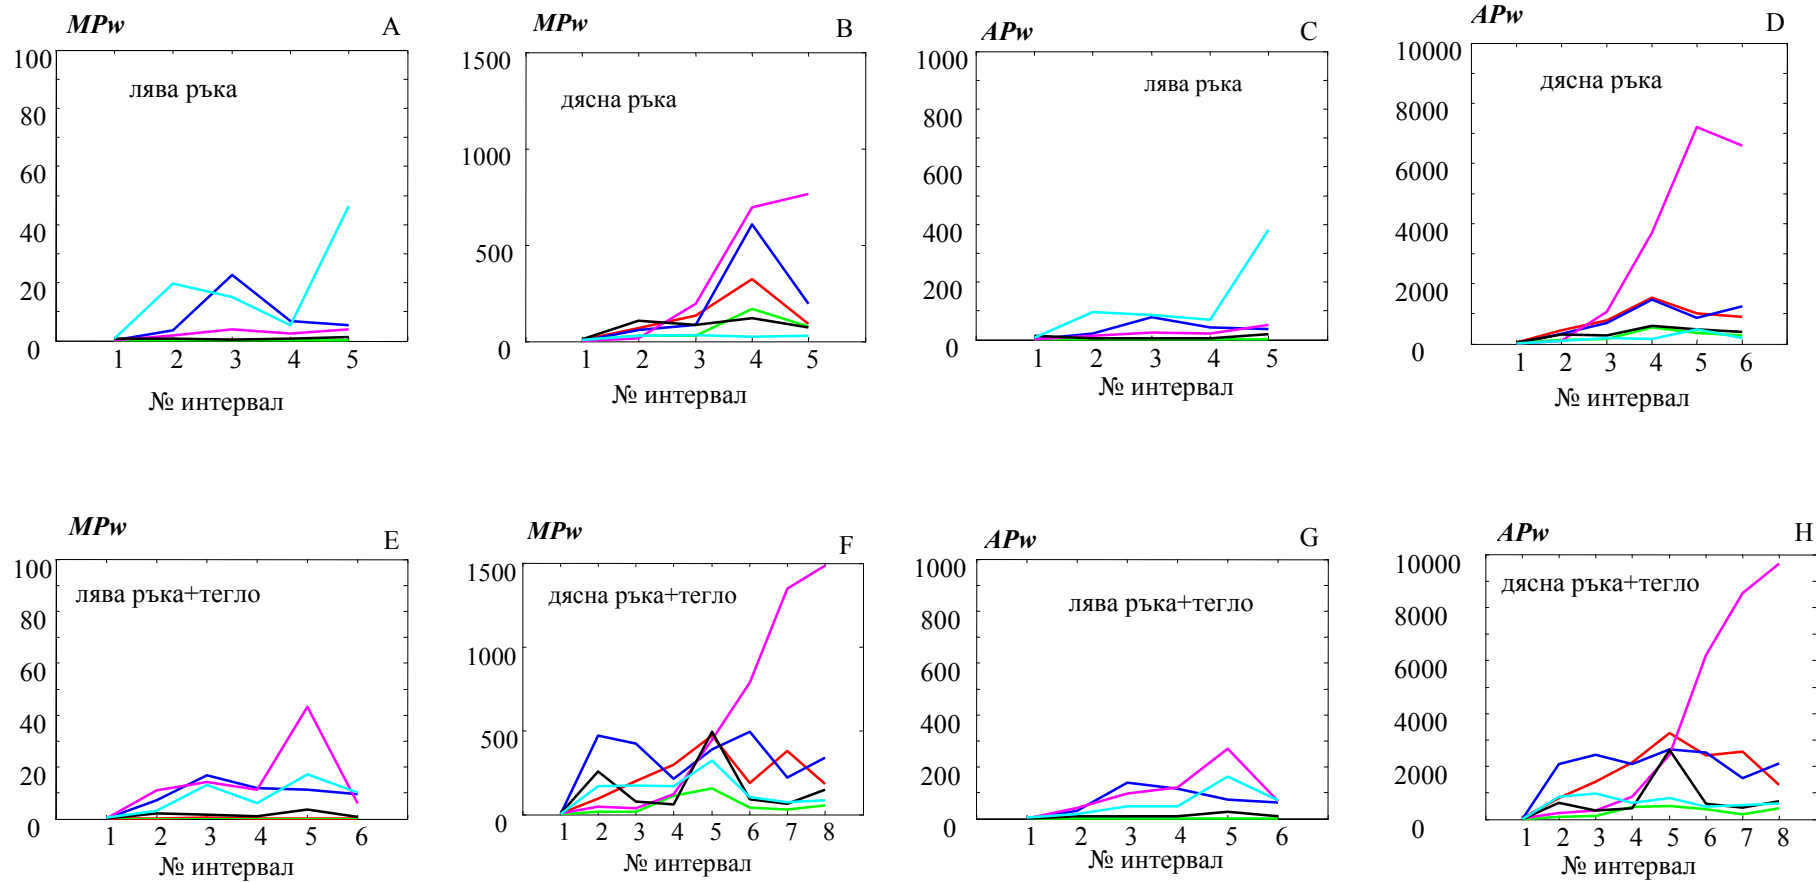 MPw
A
100
80
60
40
20
0
лява ръка
1 2 3 4 5
№ интервал
MPw
B
1500
1000
500
0
дясна ръка
1 2 3 4 5
№ интервал
APw
C
1000
800
600
400
200
0
лява ръка
1 2 3 4 5
№ интервал
APw
D
10000
8000
6000
4000
2000
0
дясна ръка
1 2 3 4 5 6
№ интервал
MPw
E
100
80
60
40
20
0
лява ръка+тегло
1 2 3 4 5 6
№ интервал
MPw
F
1500
1000
500
0
дясна ръка+тегло
1 2 3 4 5 6 7 8
№ интервал
APw
G
1000
800
600
400
200
0
лява ръка+тегло
1 2 3 4 5 6
№ интервал
APw
H
10000
8000
6000
4000
2000
0
дясна ръка+тегло
1 2 3 4 5 6 7 8
№ интервал